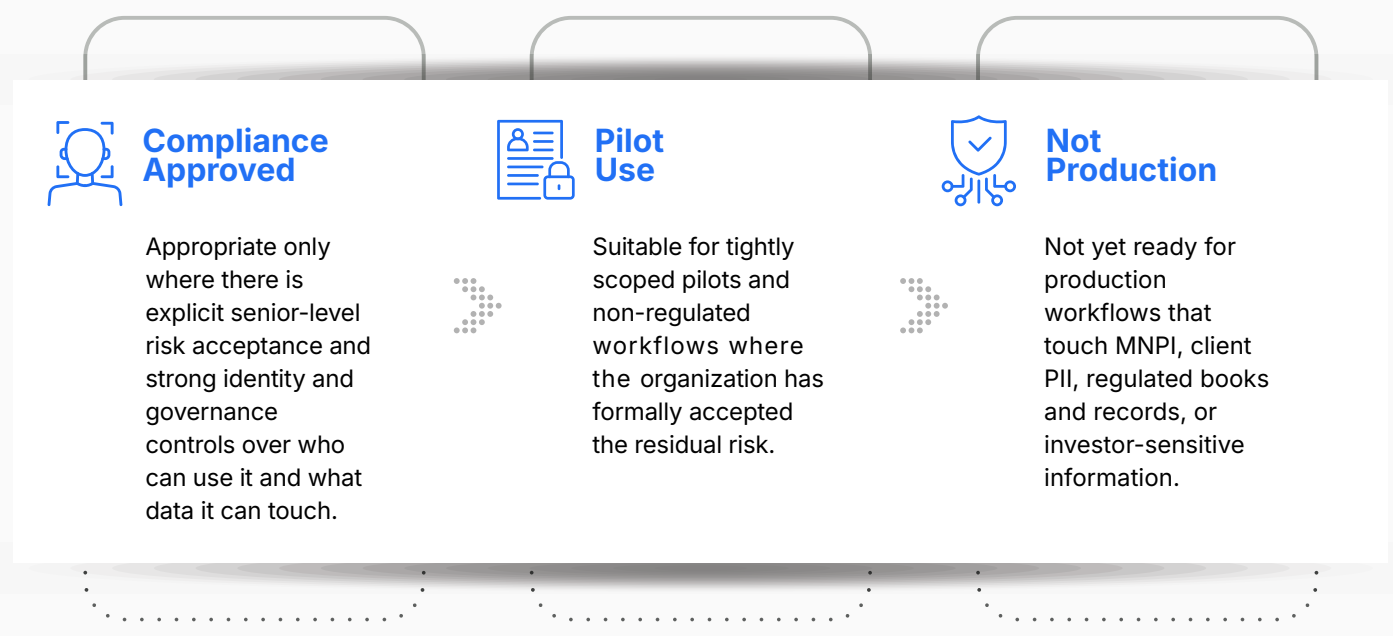 Compliance
Approved
Appropriate only
where there is
explicit senior-level
risk acceptance and
strong identity and
governance
controls over who
can use it and what
data it can touch.
Pilot
Use
Suitable for tightly
scoped pilots and
non-regulated
workflows where
the organization has
formally accepted
the residual risk.
Not
Production
Not yet ready for
production
workflows that
touch MNPI, client
PII, regulated books
and records, or
investor-sensitive
information.